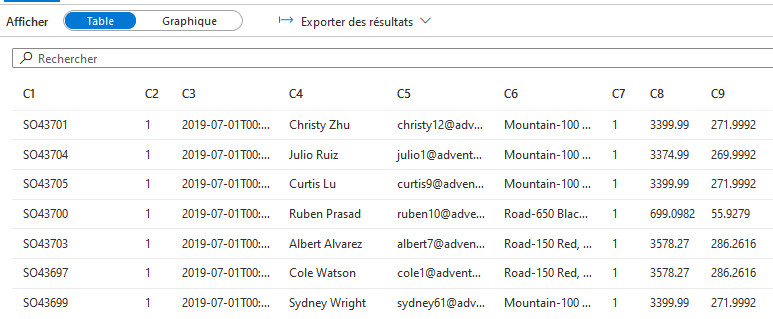 Afficher Table Graphique Exporter des résultats
Rechercher
C1 C2 C3 C4 C5 C6 C7 C8 C9
SO43701 1 2019-07-01T00:... Christy Zhu christy12@adv... Mountain-100 ... 1 3399.99 271.9992
SO43704 1 2019-07-01T00:... Julio Ruiz julio1@advent... Mountain-100 ... 1 3374.99 269.9992
SO43705 1 2019-07-01T00:... Curtis Lu curtis9@adve... Mountain-100 ... 1 3399.99 271.9992
SO43700 1 2019-07-01T00:... Ruben Prasad ruben10@adve... Road-650 Blac... 1 699.0982 55.9279
SO43703 1 2019-07-01T00:... Albert Alvarez albert7@adven... Road-150 Red, ... 1 3578.27 286.2616
SO43697 1 2019-07-01T00:... Cole Watson cole1@advent... Road-150 Red, ... 1 3578.27 286.2616
SO43699 1 2019-07-01T00:... Sydney Wright sydney61@adv... Mountain-100 ... 1 3399.99 271.9992